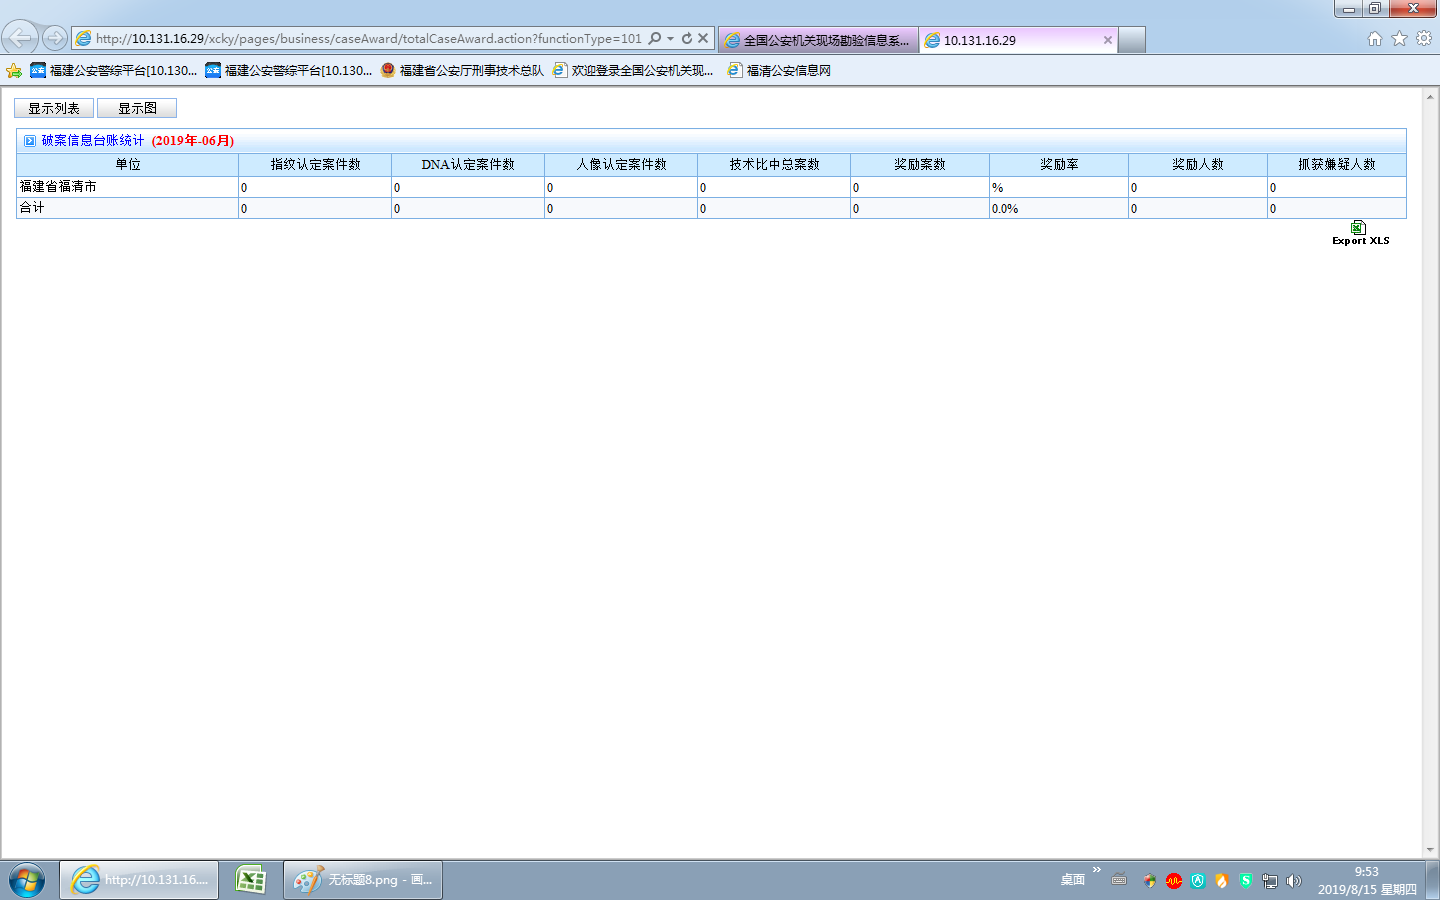 http://10.131.16.29/xcky/pages/business/caseAward/totalCaseAward.action?functionType=101
全国公安机关现场勘验信息系...
10.131.16.29
福建公安警综平台[10.130...
福建公安警综平台[10.130...
福建省公安厅刑事技术总队
欢迎登录全国公安机关现...
福清公安信息网
显示列表 显示图
破案信息台账统计 (2019年-06月)
单位 指纹认定案件数 DNA认定案件数 人像认定案件数 技术比中总案数 奖励案数 奖励率 奖励人数 抓获嫌疑人数
福建省福清市 0 0 0 0 0 % 0 0
合计 0 0 0 0 0 0.0% 0 0
Export XLS
http://10.131.16....
无标题8.png - 画...
桌面
9:53
2019/8/15 星期四